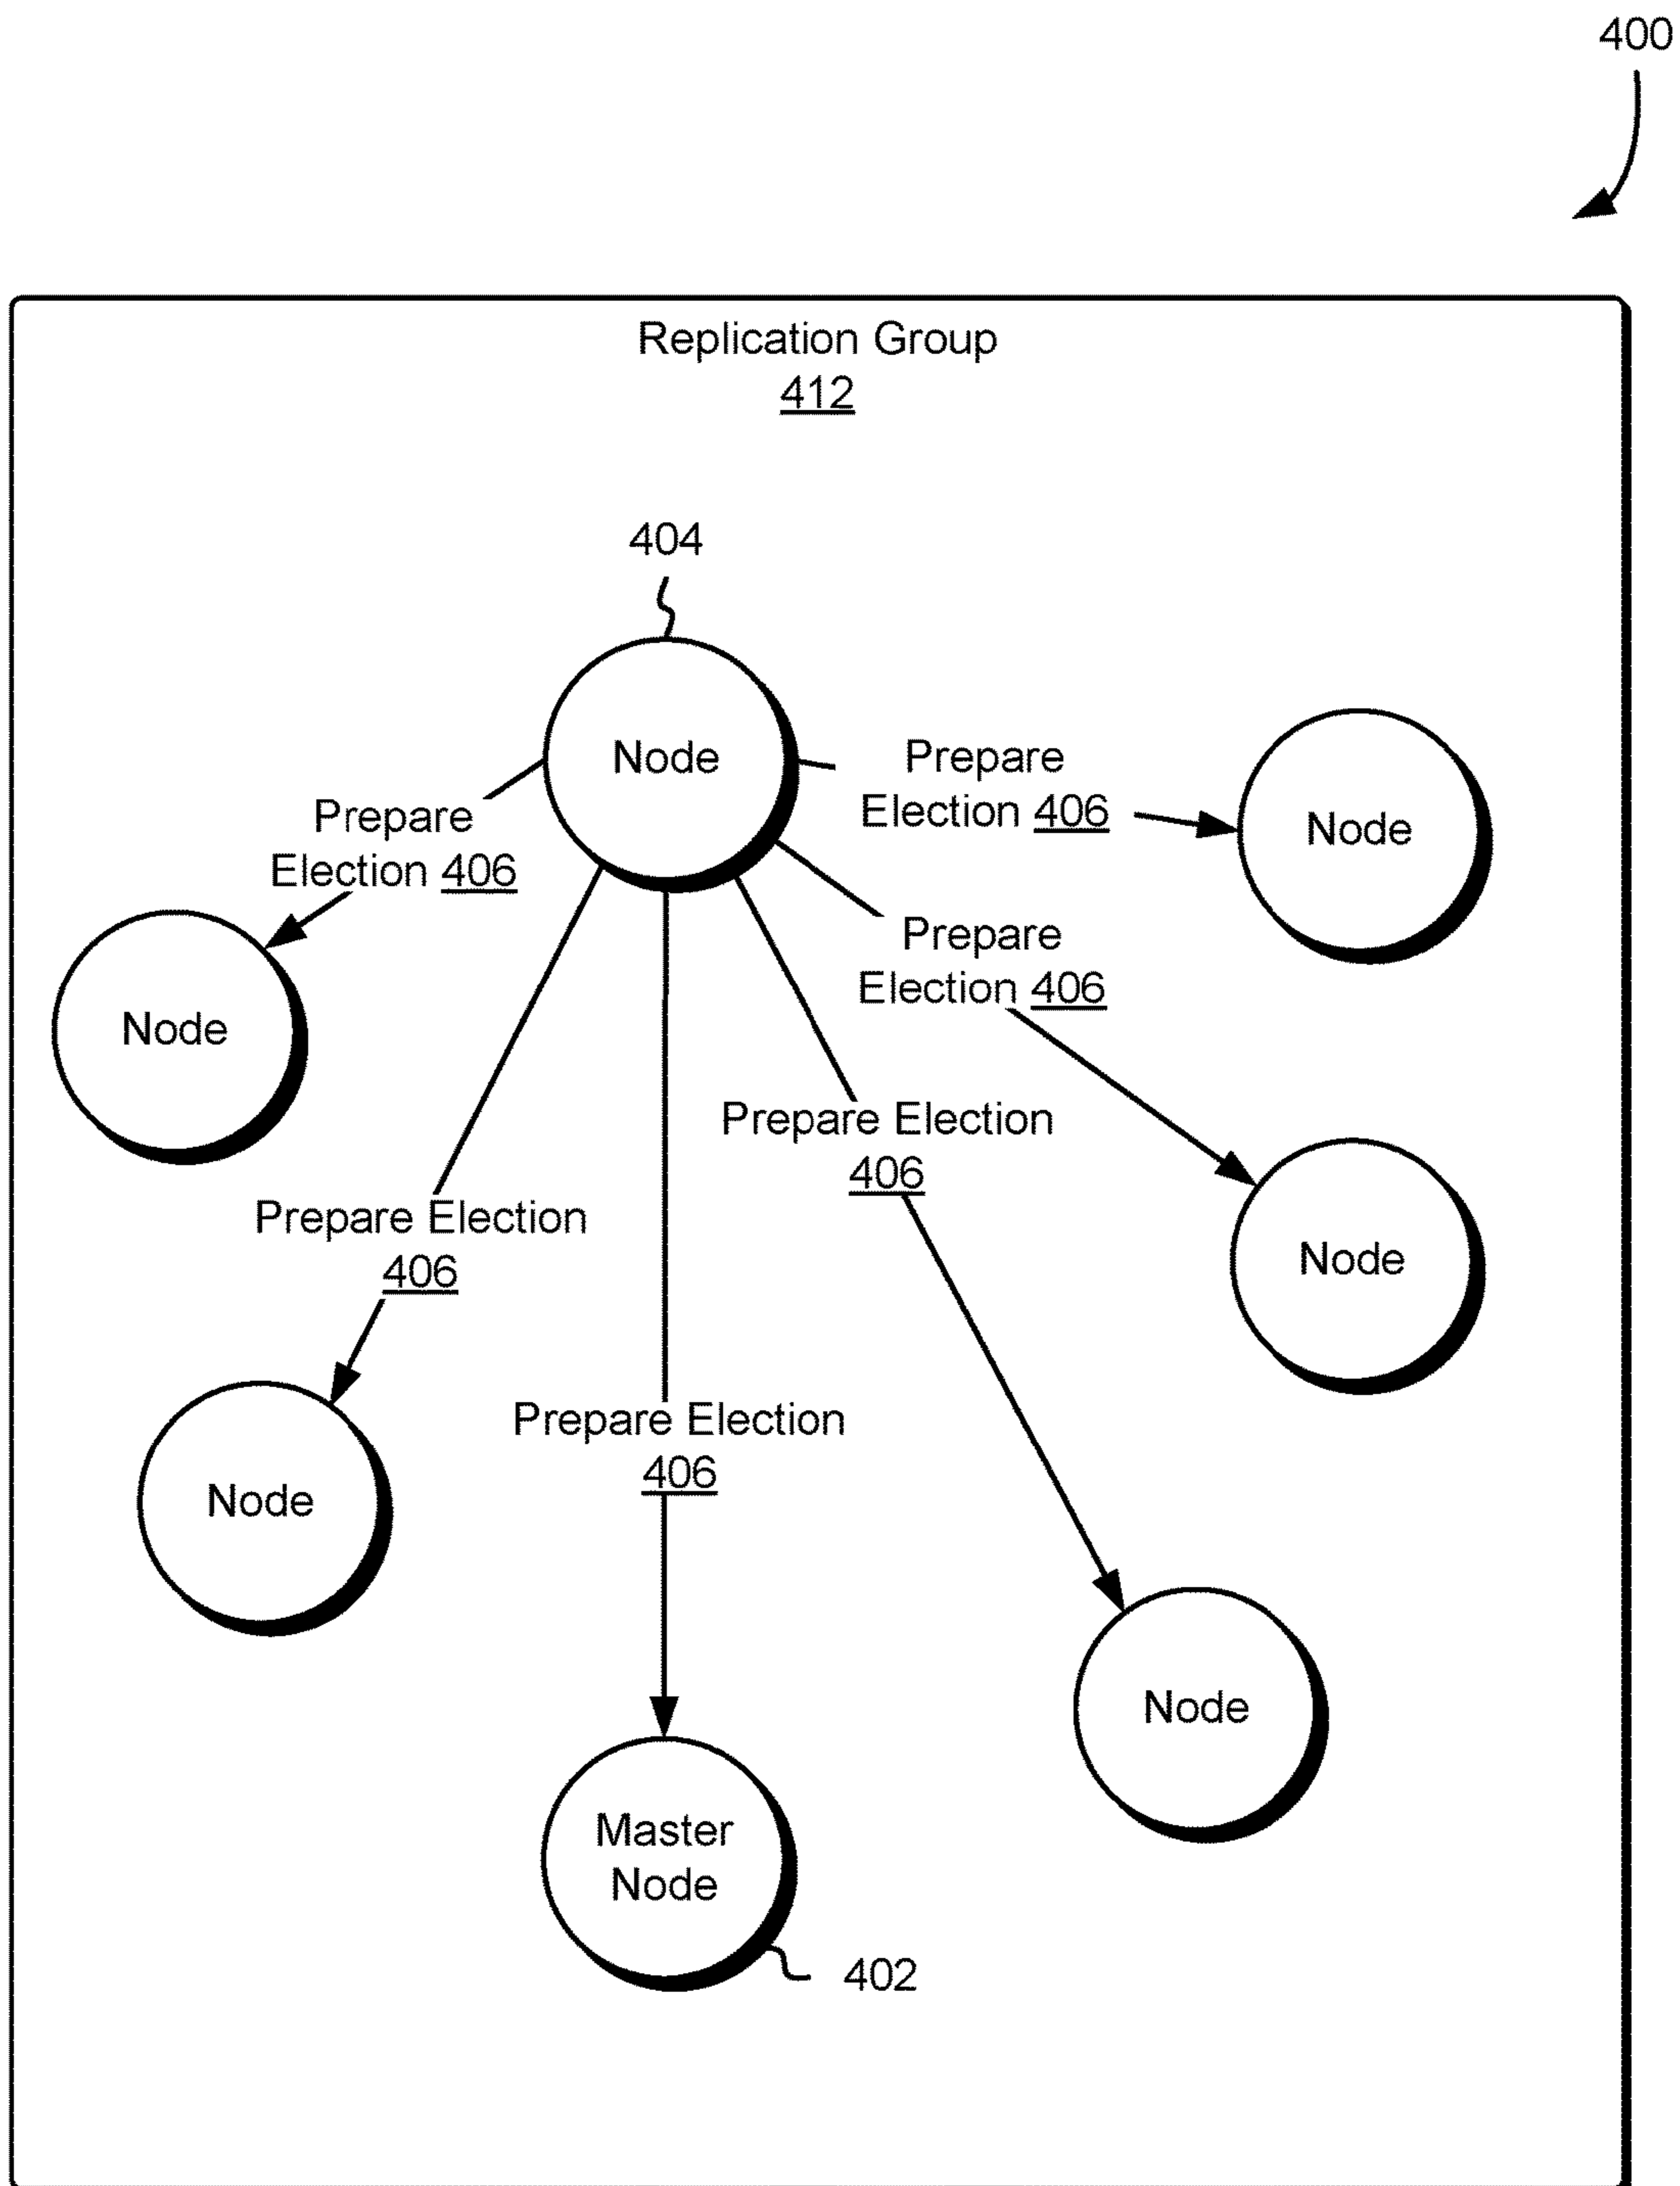 400
Replication Group
412
404
Node
Prepare
Election 406
Node
Prepare
Election 406
Node
Prepare
Election 406
Node
Prepare Election
406
Node
Prepare Election
406
Node
Prepare Election
406
Node
Master
Node
402